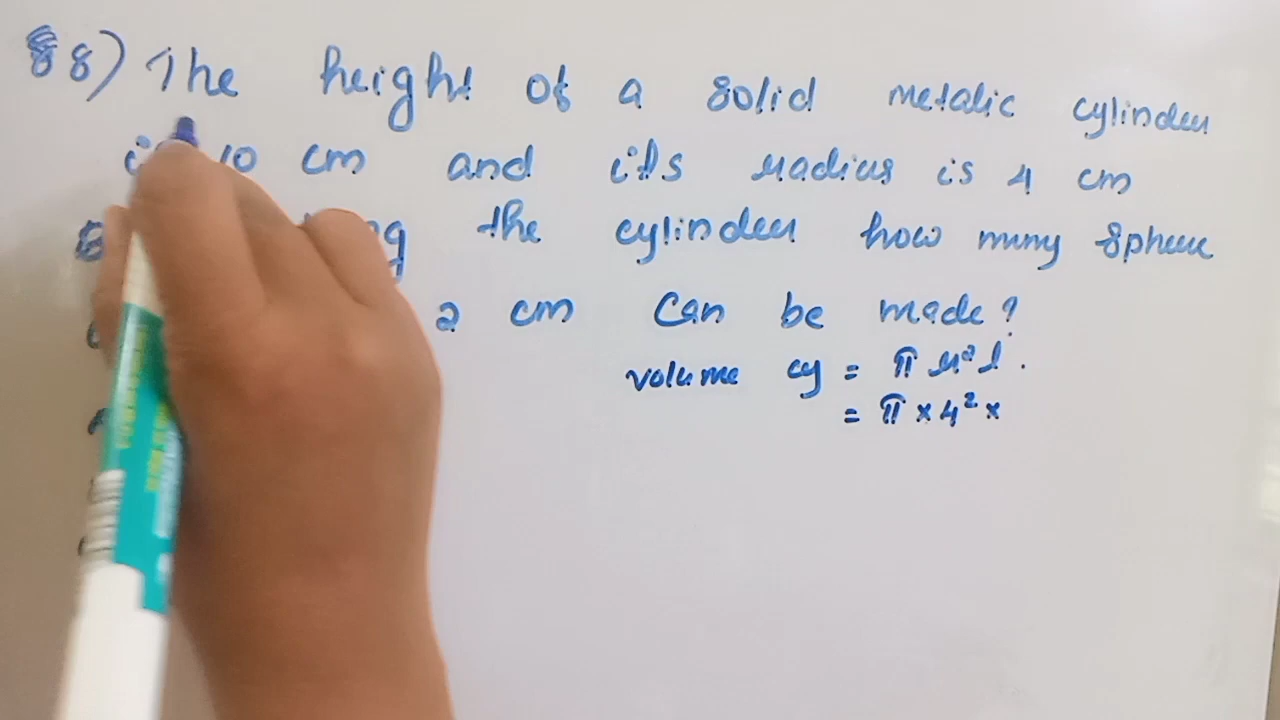 8) The height of a solid metalic cylinder
10 cm and its radius is 4 cm
the cylinder how many sphere
2 cm can be made?
volume cy = π r² l.
= π × 4² ×